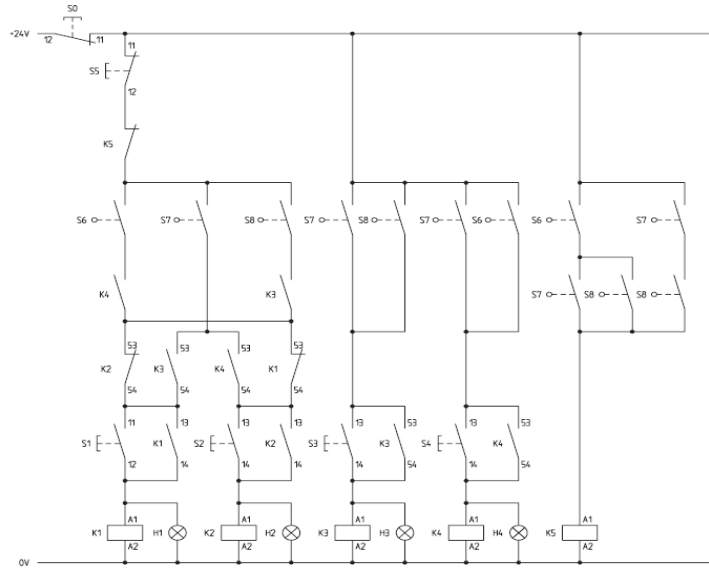 S0
+24V
12 11
11
S5
12
K5
S6 S7 S8 S7 S8 S7 S6 S6 S7
K4 K3 S7 S8 S8
53 53 53 53
K2 K3 K4 K1
54 54 54 54
11 13 13 13 13 53 13 53
S1 K1 S2 K2 S3 K3 S4 K4
12 14 14 14 14 54 14 54
A1 A1 A1 A1 A1
K1 H1 K2 H2 K3 H3 K4 H4 K5
A2 A2 A2 A2 A2
0V